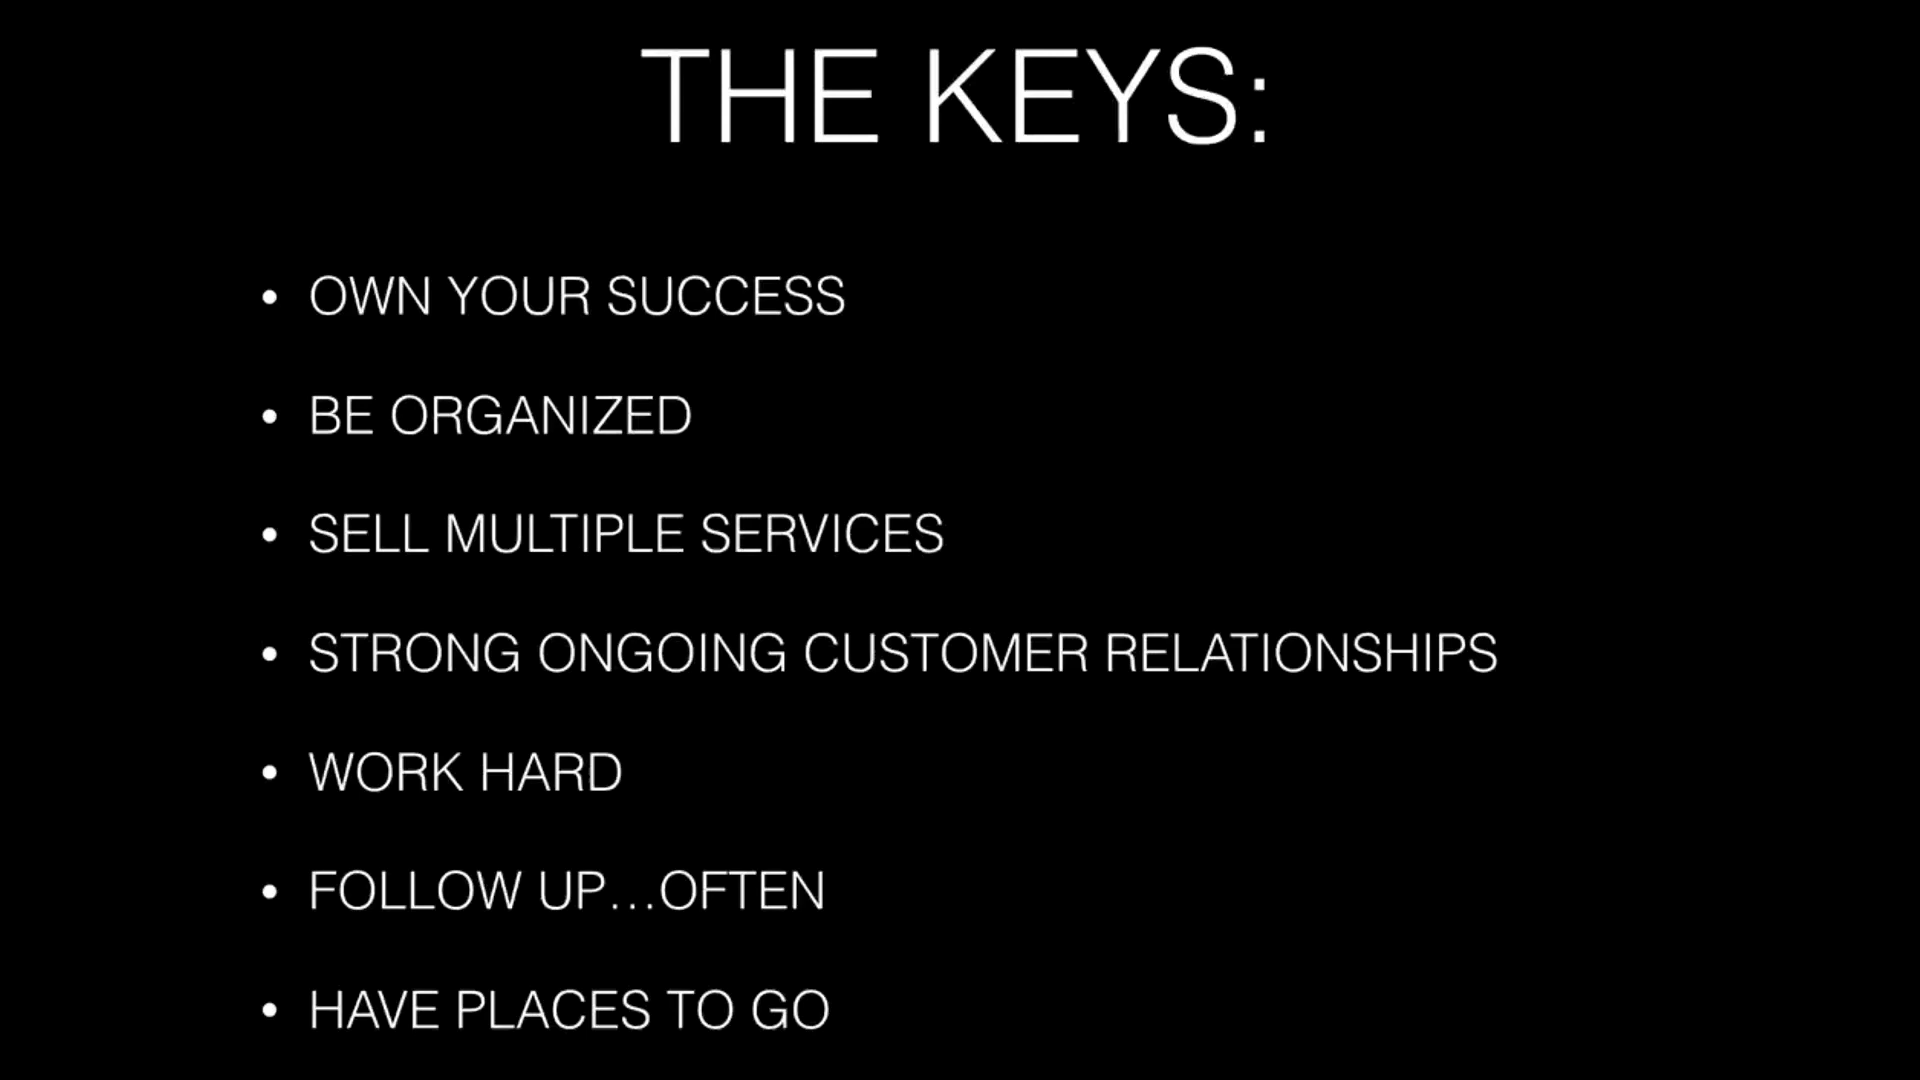 THE KEYS:
• OWN YOUR SUCCESS
• BE ORGANIZED
• SELL MULTIPLE SERVICES
• STRONG ONGOING CUSTOMER RELATIONSHIPS
• WORK HARD
• FOLLOW UP...OFTEN
• HAVE PLACES TO GO